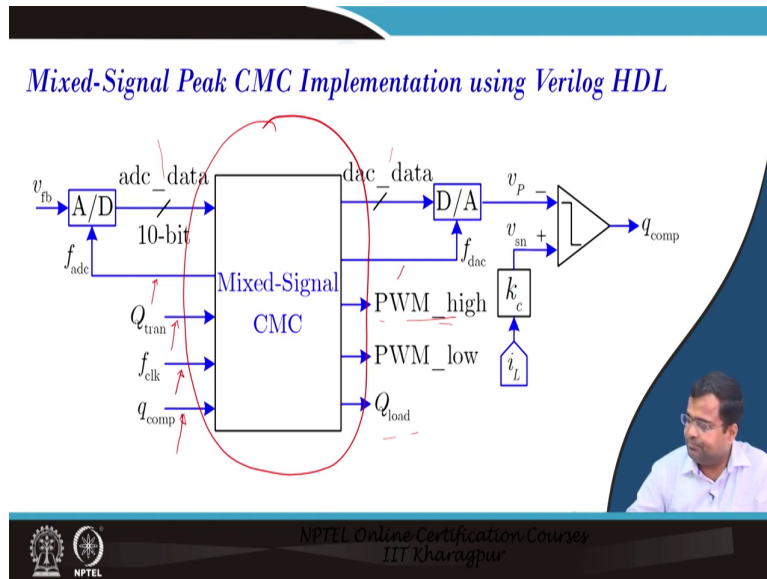 Mixed-Signal Peak CMC Implementation using Verilog HDL
v_fb
A/D
adc_data
10-bit
f_adc
Q_tran
f_clk
q_comp
Mixed-Signal
CMC
dac_data
D/A
f_dac
PWM_high
PWM_low
Q_load
v_P
−
v_sn
+
k_c
i_L
q_comp
NPTEL Online Certification Courses
IIT Kharagpur
NPTEL